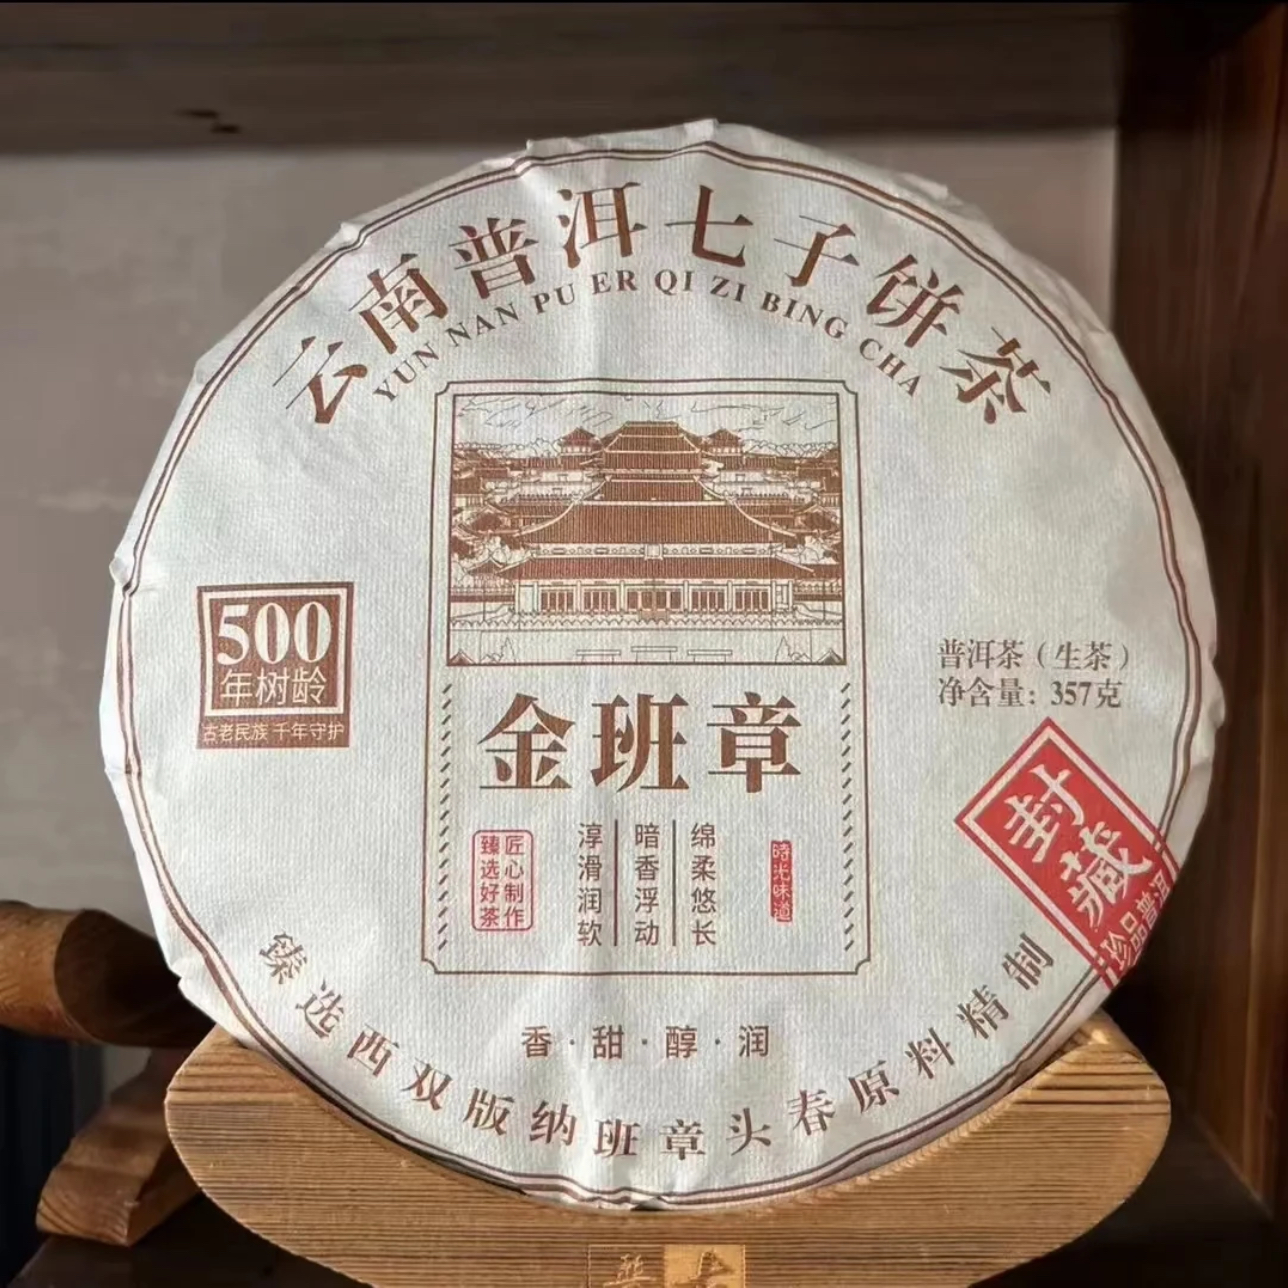 云南普洱七子饼茶
YUN NAN PU ER QI ZI BING CHA
500
年树龄
古老民族 千年守护
普洱茶（生茶）
净含量：357克
金班章
封藏
珍品普洱
匠心制作
臻选好茶
淳滑润软
暗香浮动
绵柔悠长
時光味道
香·甜·醇·润
臻选西双版纳班章头春原料精制